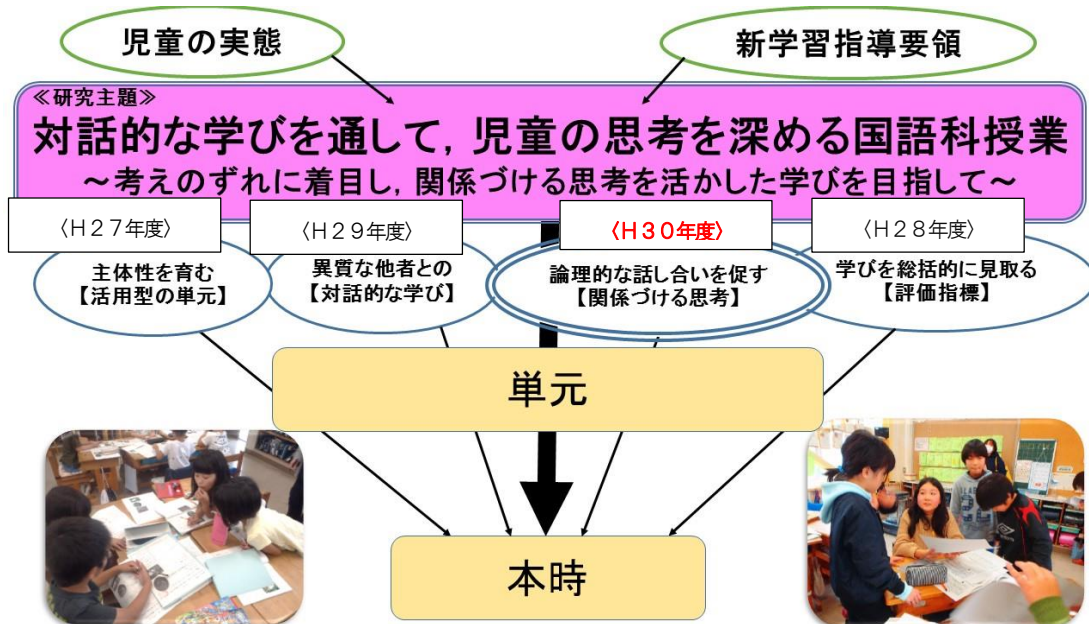 児童の実態
新学習指導要領
≪研究主題≫
対話的な学びを通して，児童の思考を深める国語科授業
～考えのずれに着目し，関係づける思考を活かした学びを目指して～
〈H２７年度〉
〈H２９年度〉
〈H３０年度〉
〈H２８年度〉
主体性を育む
【活用型の単元】
異質な他者との
【対話的な学び】
論理的な話し合いを促す
【関係づける思考】
学びを総括的に見取る
【評価指標】
単元
本時